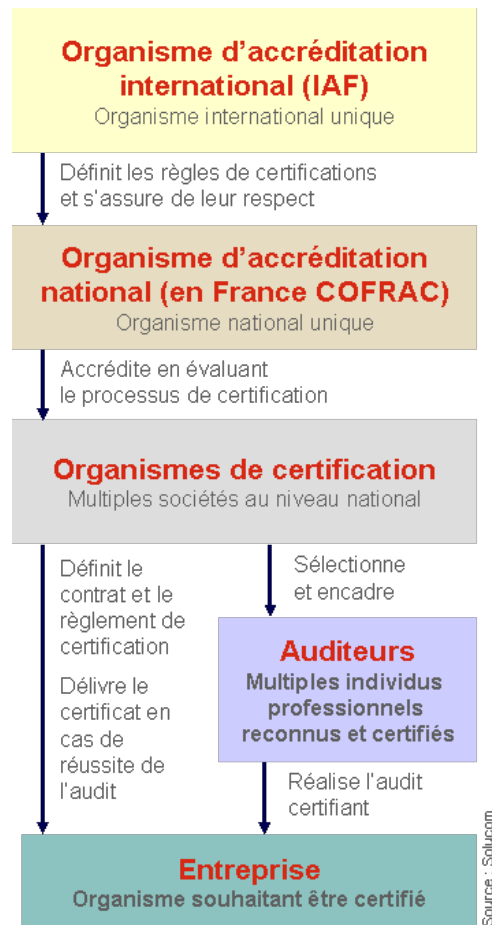 Organisme d'accréditation
international (IAF)
Organisme international unique
Définit les règles de certifications
et s'assure de leur respect
Organisme d'accréditation
national (en France COFRAC)
Organisme national unique
Accrédite en évaluant
le processus de certification
Organismes de certification
Multiples sociétés au niveau national
Définit le
contrat et le
règlement de
certification
Délivre le
certificat en
cas de
réussite de
l'audit
Sélectionne
et encadre
Auditeurs
Multiples individus
professionnels
reconnus et certifiés
Réalise l'audit
certifiant
Entreprise
Organisme souhaitant être certifié
Source : Solucom